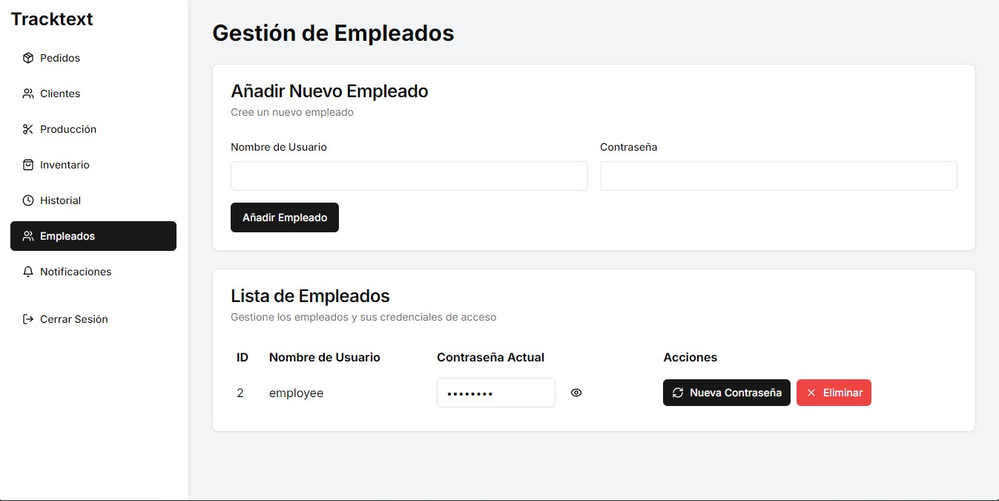 Tracktext
Pedidos
Clientes
Producción
Inventario
Historial
Empleados
Notificaciones
Cerrar Sesión
Gestión de Empleados
Añadir Nuevo Empleado
Cree un nuevo empleado
Nombre de Usuario Contraseña
Añadir Empleado
Lista de Empleados
Gestione los empleados y sus credenciales de acceso
ID Nombre de Usuario Contraseña Actual Acciones
2 employee •••••••• Nueva Contraseña Eliminar